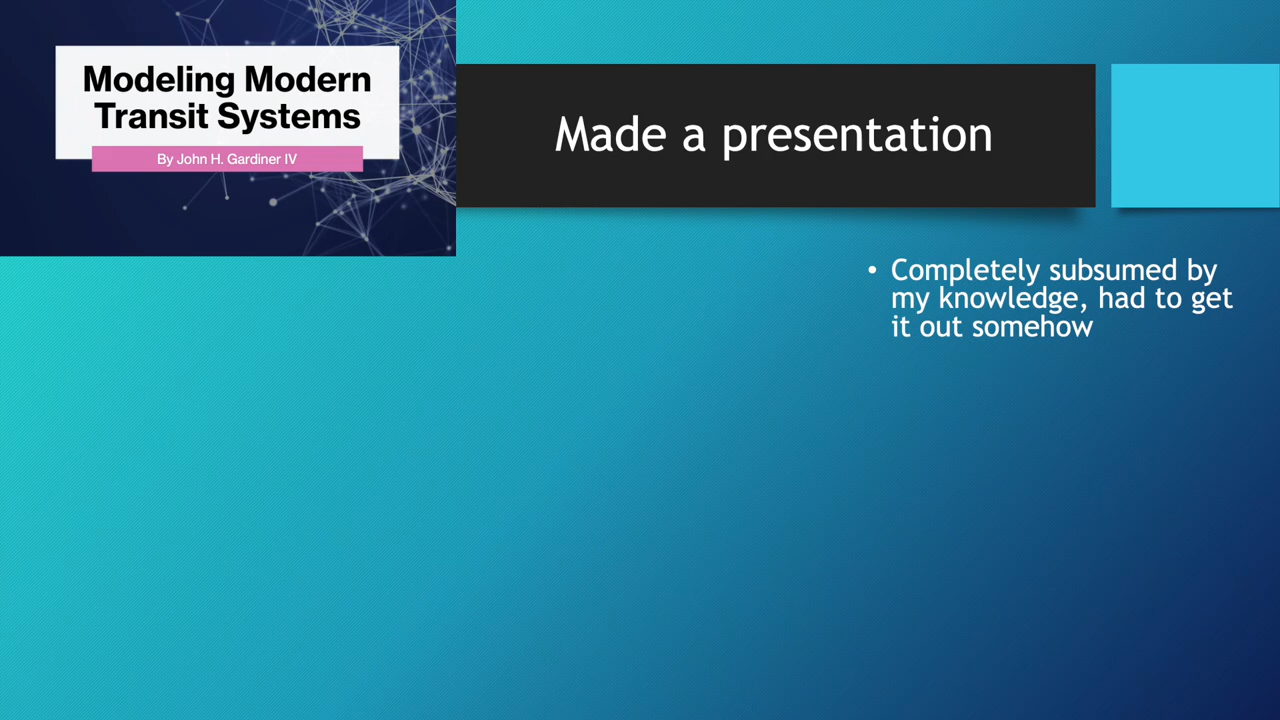 Modeling Modern
Transit Systems
By John H. Gardiner IV
Made a presentation
• Completely subsumed by
my knowledge, had to get
it out somehow